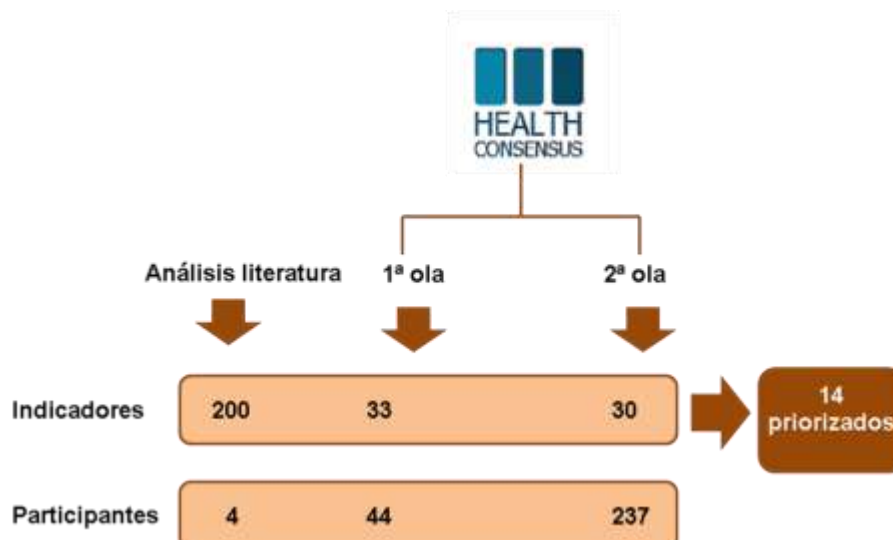 HEALTH
CONSENSUS
Análisis literatura 1ª ola 2ª ola
Indicadores 200 33 30
14
priorizados
Participantes 4 44 237